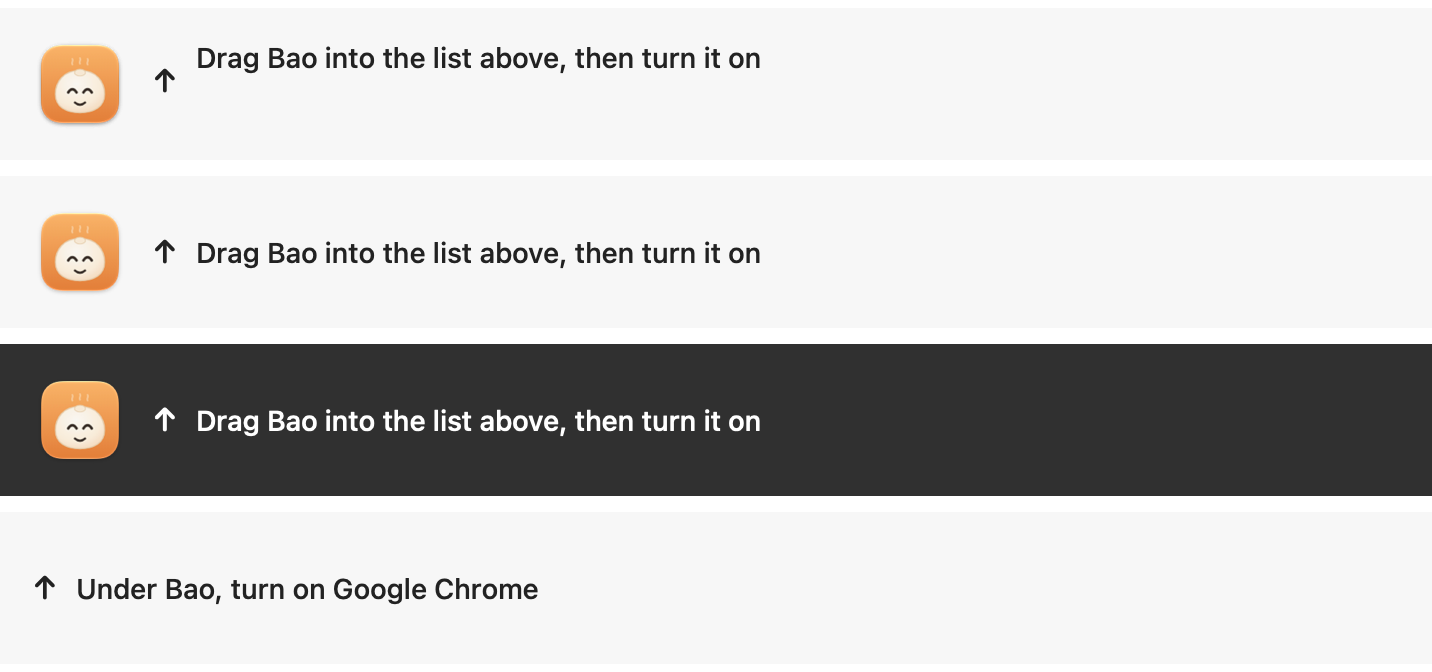 ↑ Drag Bao into the list above, then turn it on
↑ Drag Bao into the list above, then turn it on
↑ Drag Bao into the list above, then turn it on
↑ Under Bao, turn on Google Chrome